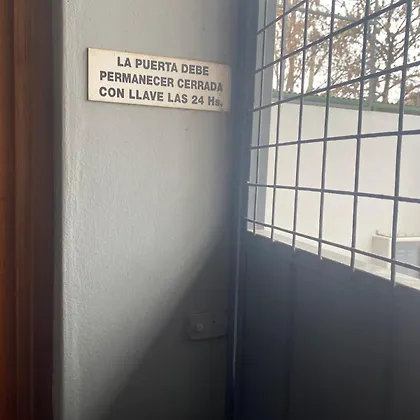 LA PUERTA DEBE
PERMANECER CERRADA
CON LLAVE LAS 24 Hs.